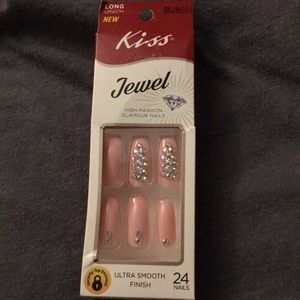 LONG
LENGTH
NEW
Kiss
Jewel
HIGH-FASHION
GLAMOUR NAILS
ULTRA SMOOTH
FINISH
24
NAILS